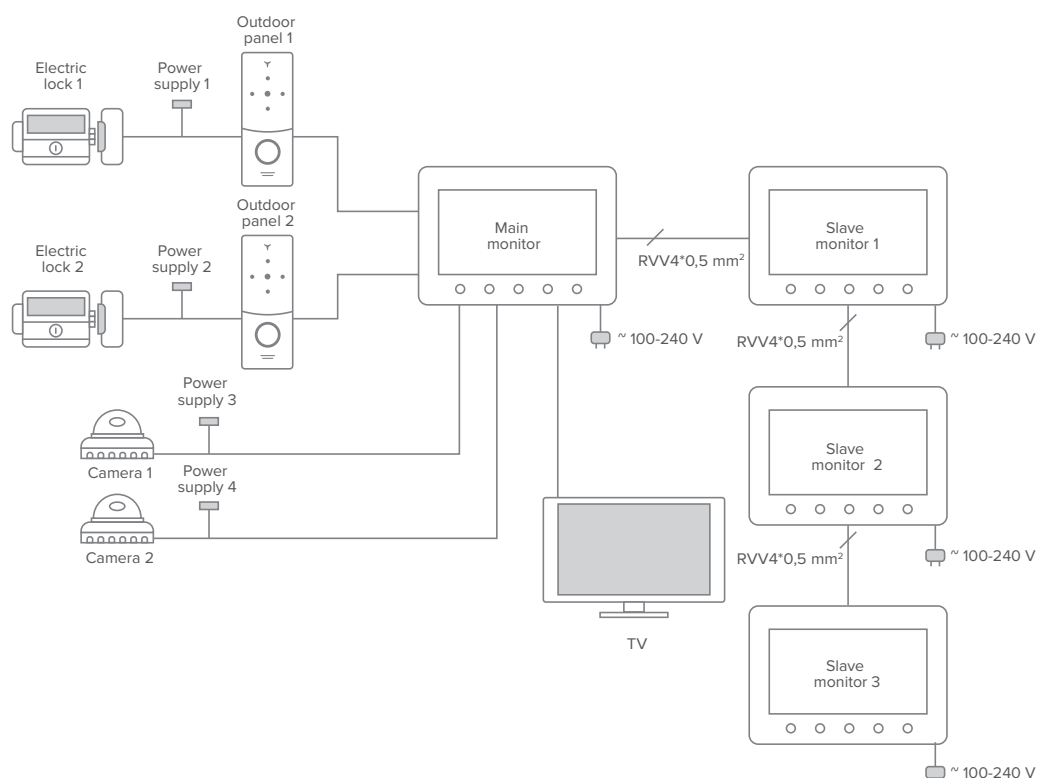 Outdoor
panel 1
Electric
lock 1
Power
supply 1
Outdoor
panel 2
Electric
lock 2
Power
supply 2
Main
monitor
Slave
monitor 1
RVV4*0,5 mm²
~ 100-240 V
RVV4*0,5 mm²
~ 100-240 V
Power
supply 3
Camera 1
Power
supply 4
Camera 2
Slave
monitor 2
RVV4*0,5 mm²
~ 100-240 V
TV
Slave
monitor 3
~ 100-240 V